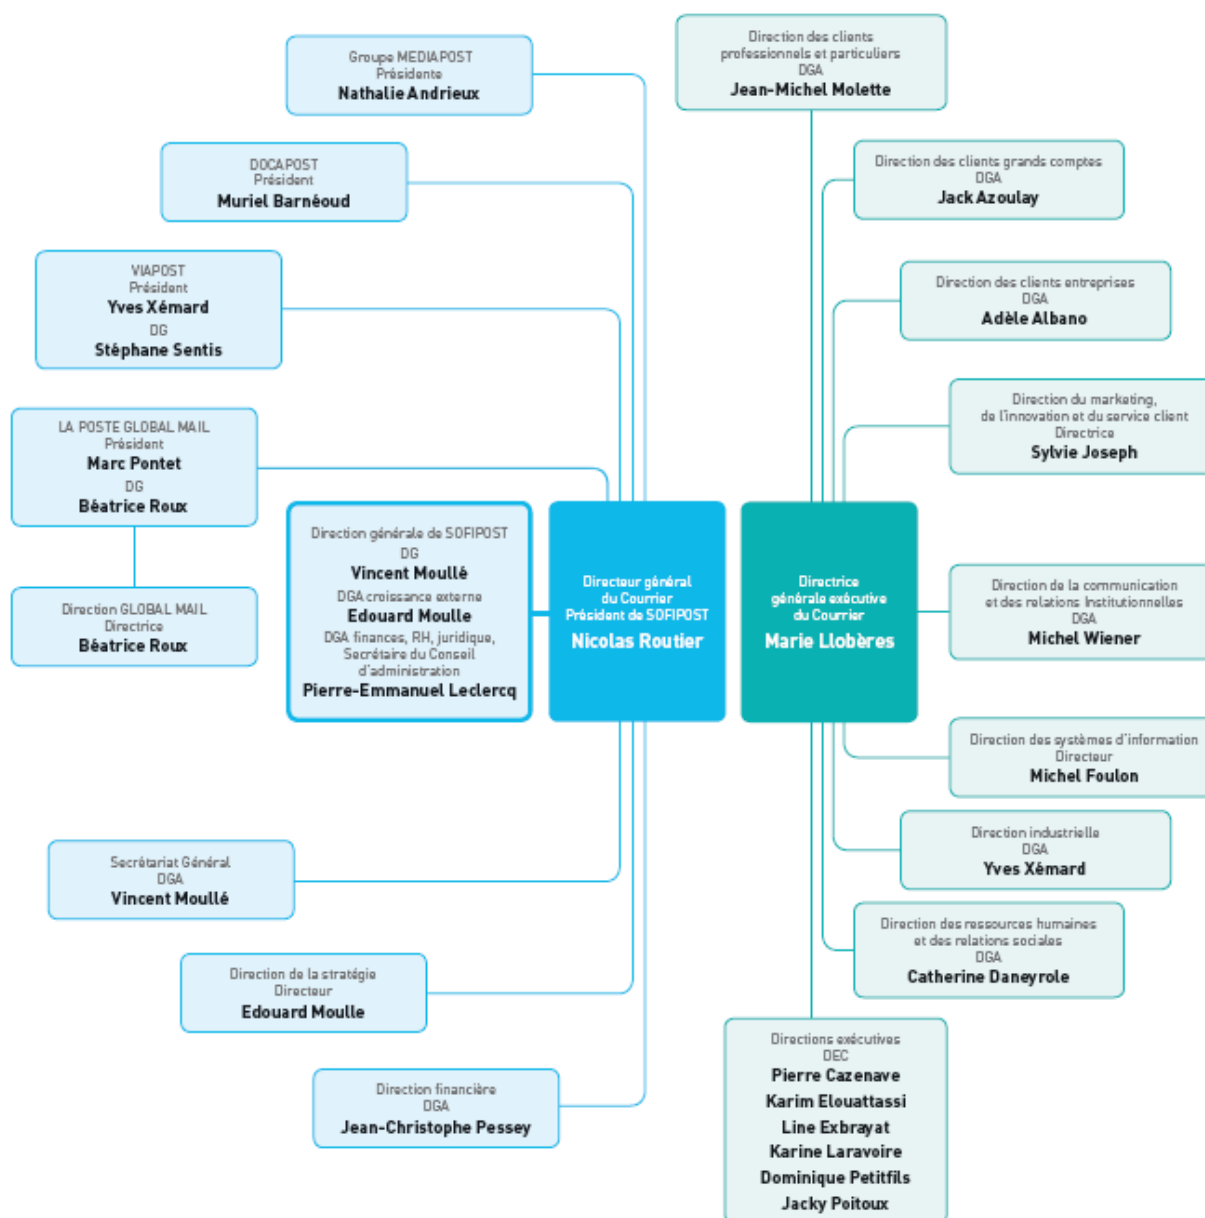 Groupe MEDIAPOST
Présidente
Nathalie Andrieux
DOCAPOST
Président
Muriel Barnéoud
VIAPOST
Président
Yves Xémard
DG
Stéphane Sentis
LA POSTE GLOBAL MAIL
Président
Marc Pontet
DG
Béatrice Roux
Direction GLOBAL MAIL
Directrice
Béatrice Roux
Direction générale de SOFIPOST
DG
Vincent Moullé
DGA croissance externe
Edouard Moulle
DGA finances, RH, juridique,
Secrétaire du Conseil
d'administration
Pierre-Emmanuel Leclercq
Directeur général
du Courrier
Président de SOFIPOST
Nicolas Routier
Secrétariat Général
DGA
Vincent Moullé
Direction de la stratégie
Directeur
Edouard Moulle
Direction financière
DGA
Jean-Christophe Pessey
Directrice
générale exécutive
du Courrier
Marie Llobères
Direction des clients
professionnels et particuliers
DGA
Jean-Michel Molette
Direction des clients grands comptes
DGA
Jack Azoulay
Direction des clients entreprises
DGA
Adèle Albano
Direction du marketing,
de l'innovation et du service client
Directrice
Sylvie Joseph
Direction de la communication
et des relations Institutionnelles
DGA
Michel Wiener
Direction des systèmes d'information
Directeur
Michel Foulon
Direction industrielle
DGA
Yves Xémard
Direction des ressources humaines
et des relations sociales
DGA
Catherine Daneyrole
Directions exécutives
DEC
Pierre Cazenave
Karim Elouattassi
Line Exbrayat
Karine Laravoire
Dominique Petitfils
Jacky Poitoux